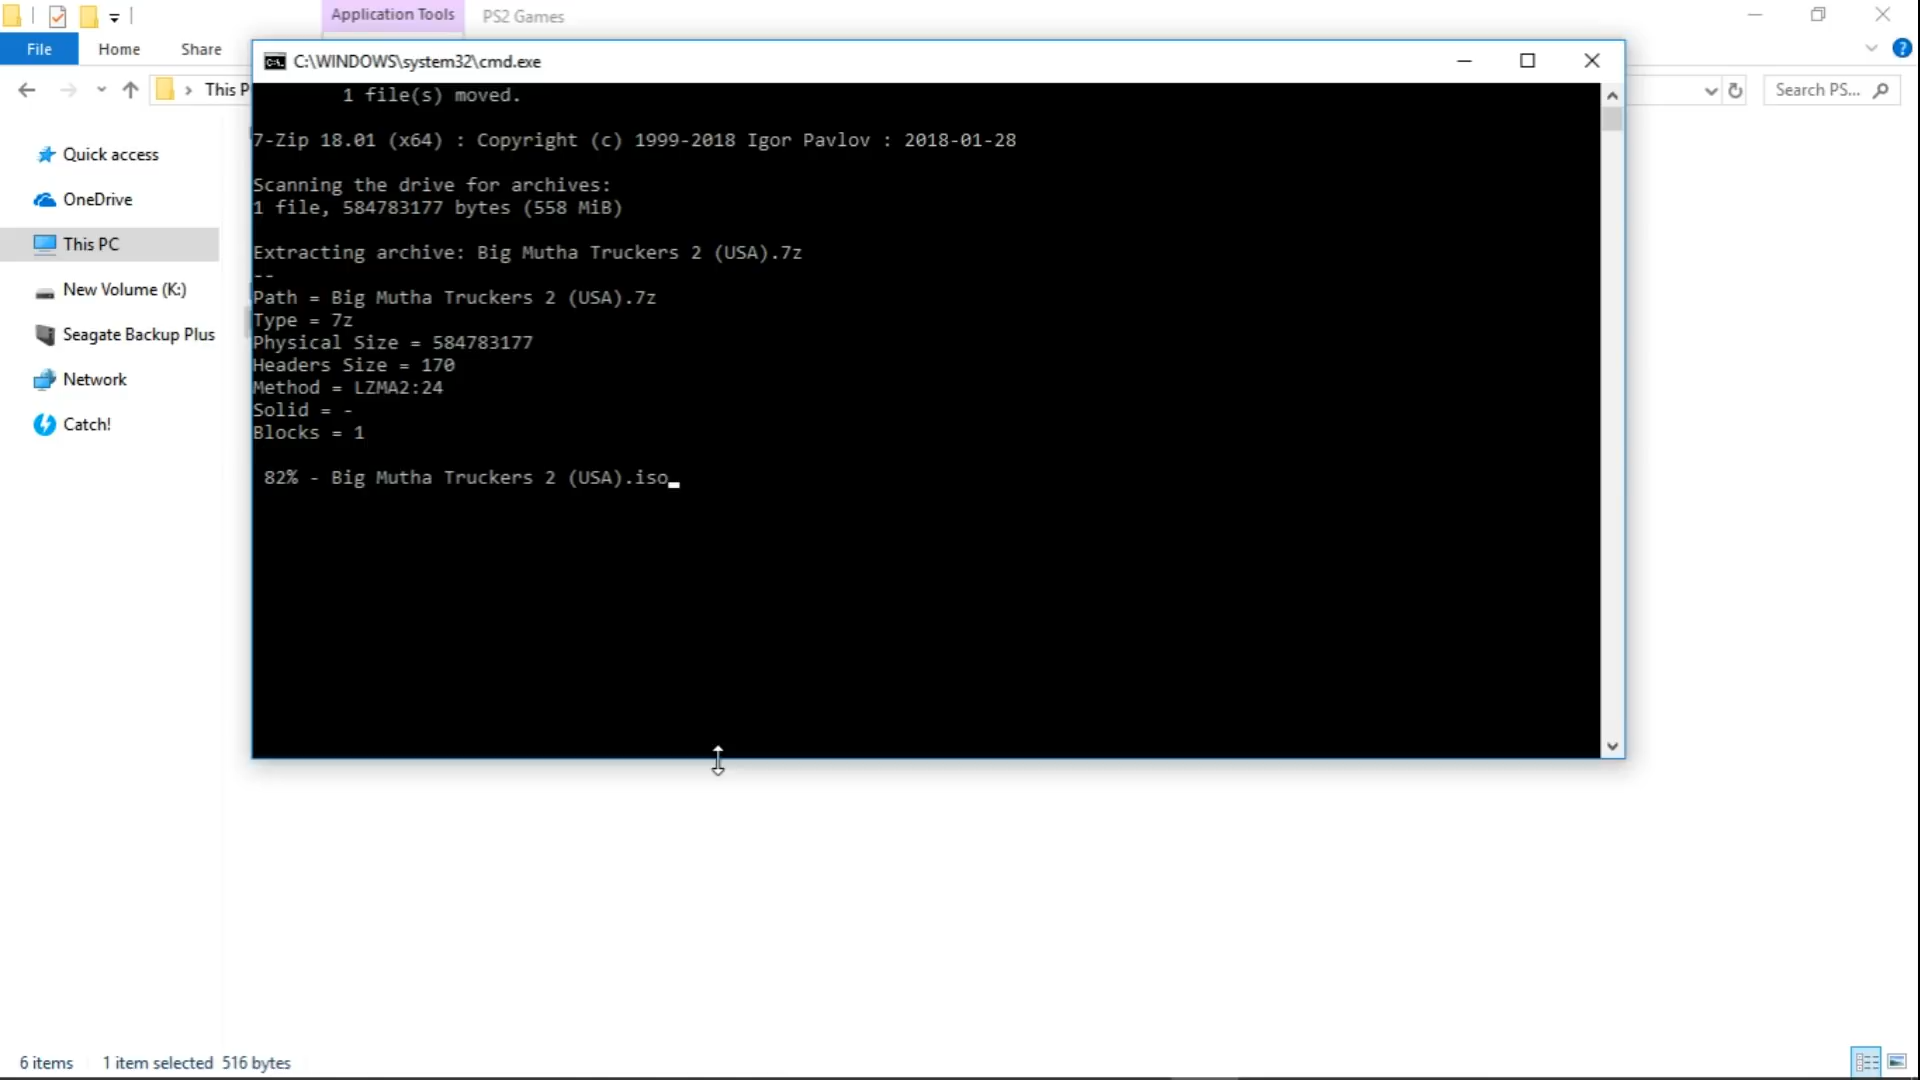 Application Tools PS2 Games
File Home Share
C:\WINDOWS\system32\cmd.exe
This P
Search PS...
1 file(s) moved.
7-Zip 18.01 (x64) : Copyright (c) 1999-2018 Igor Pavlov : 2018-01-28
Scanning the drive for archives:
1 file, 584783177 bytes (558 MiB)
Extracting archive: Big Mutha Truckers 2 (USA).7z
--
Path = Big Mutha Truckers 2 (USA).7z
Type = 7z
Physical Size = 584783177
Headers Size = 170
Method = LZMA2:24
Solid = -
Blocks = 1
82% - Big Mutha Truckers 2 (USA).iso
Quick access
OneDrive
This PC
New Volume (K:)
Seagate Backup Plus
Network
Catch!
6 items 1 item selected 516 bytes